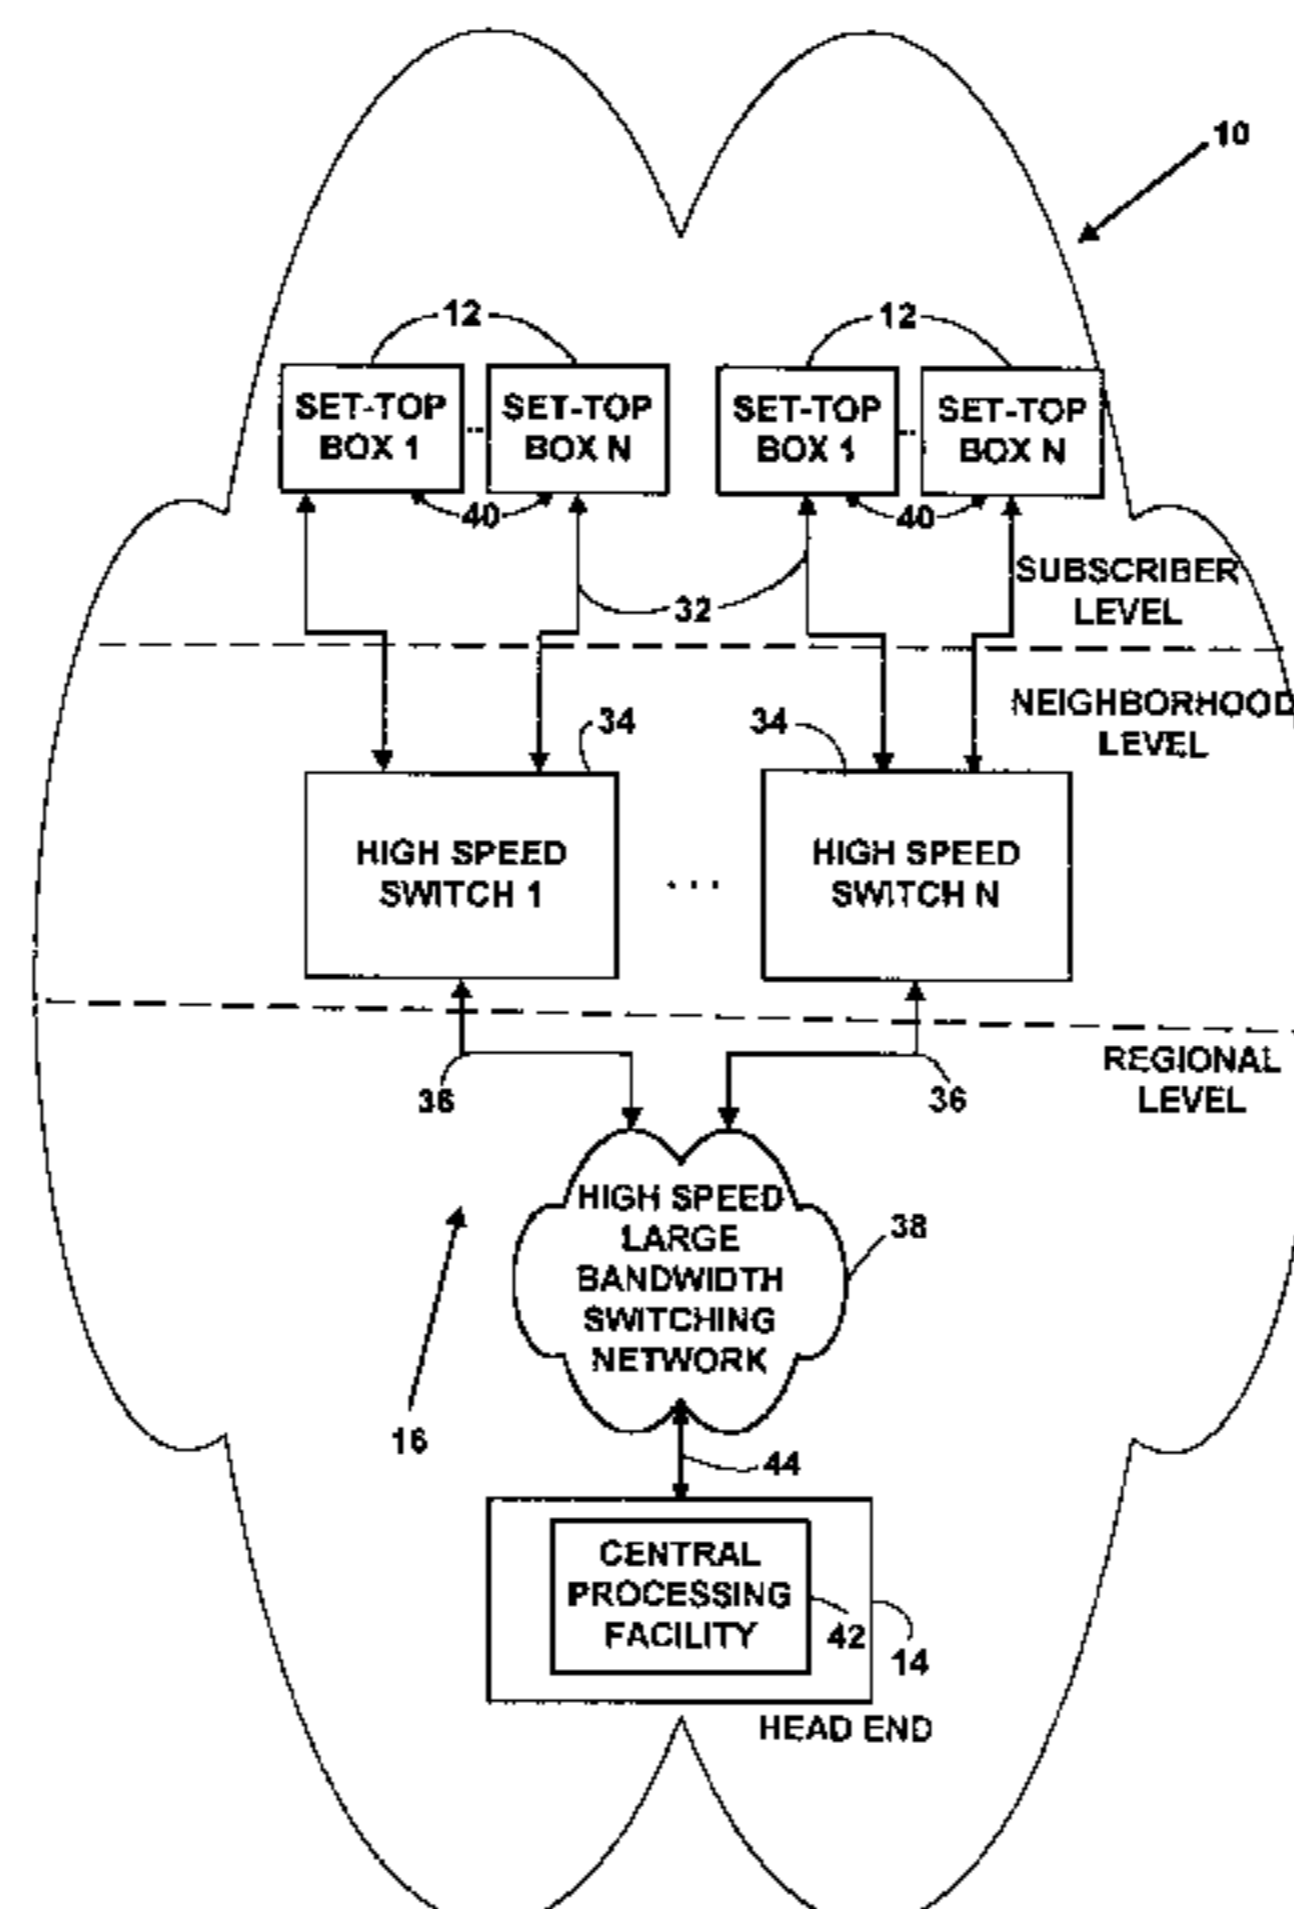 10
12
12
SET-TOP
BOX 1
...
SET-TOP
BOX N
SET-TOP
BOX 1
...
SET-TOP
BOX N
40
40
32
SUBSCRIBER
LEVEL
NEIGHBORHOOD
LEVEL
34
34
HIGH SPEED
SWITCH 1
...
HIGH SPEED
SWITCH N
REGIONAL
LEVEL
36
36
HIGH SPEED
LARGE
BANDWIDTH
SWITCHING
NETWORK
38
16
44
CENTRAL
PROCESSING
FACILITY
42
14
HEAD END